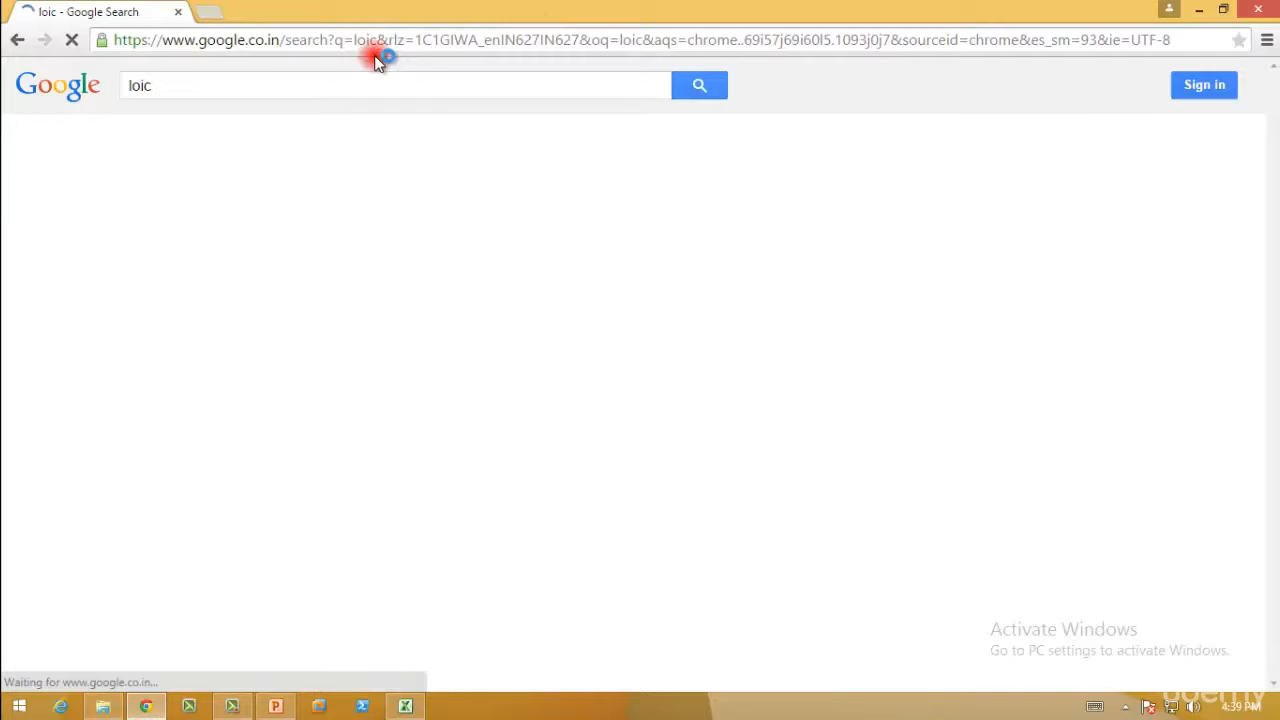 loic - Google Search
https://www.google.co.in/search?q=loic&rlz=1C1GIWA_enIN627IN627&oq=loic&aqs=chrome..69i57j69i60l5.1093j0j7&sourceid=chrome&es_sm=93&ie=UTF-8
Google
loic
Sign in
Activate Windows
Go to PC settings to activate Windows.
Waiting for www.google.co.in...
udemy
4:39 PM